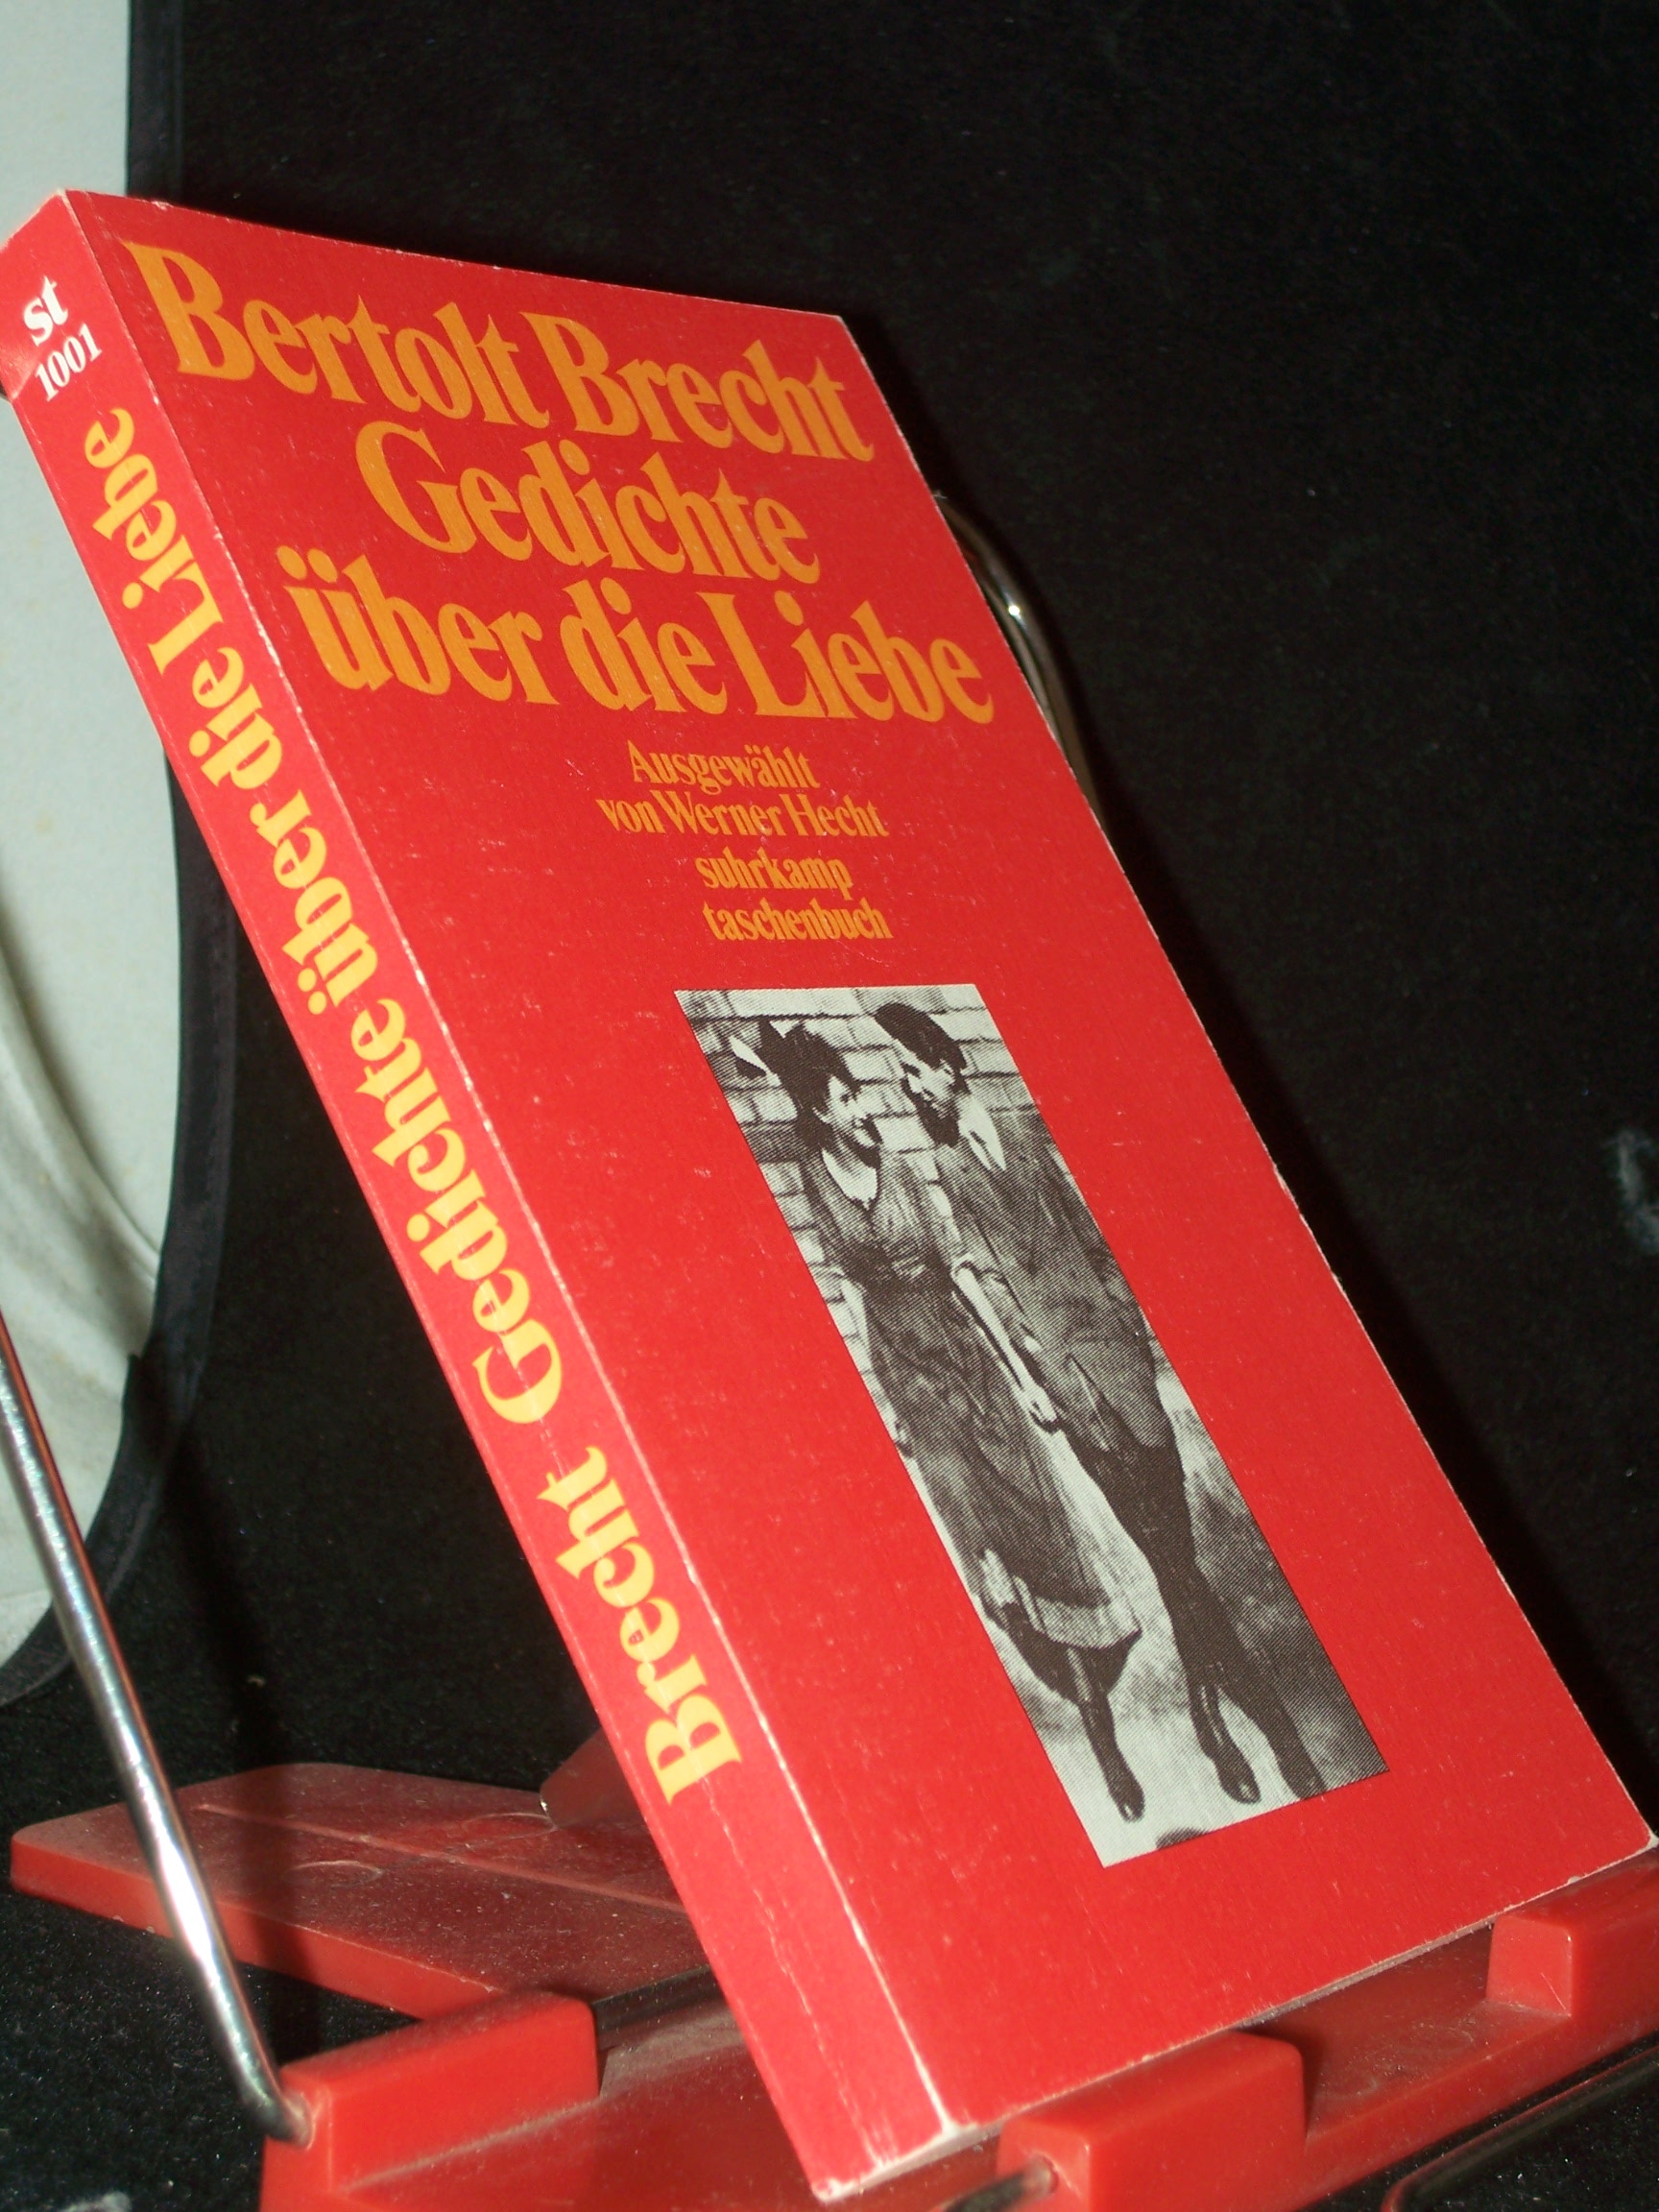 Bertolt Brecht
Gedichte
über die Liebe
Ausgewählt
von Werner Hecht
suhrkamp
taschenbuch
st
1001
Brecht Gedichte über die Liebe